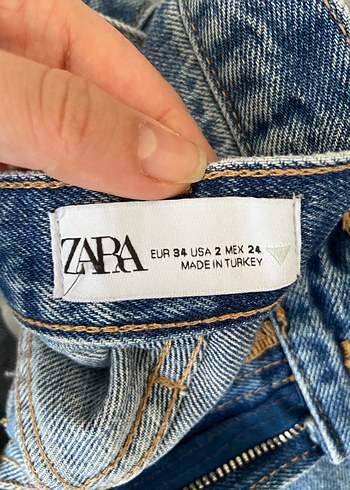 ZARA
EUR 34 USA 2 MEX 24
MADE IN TURKEY